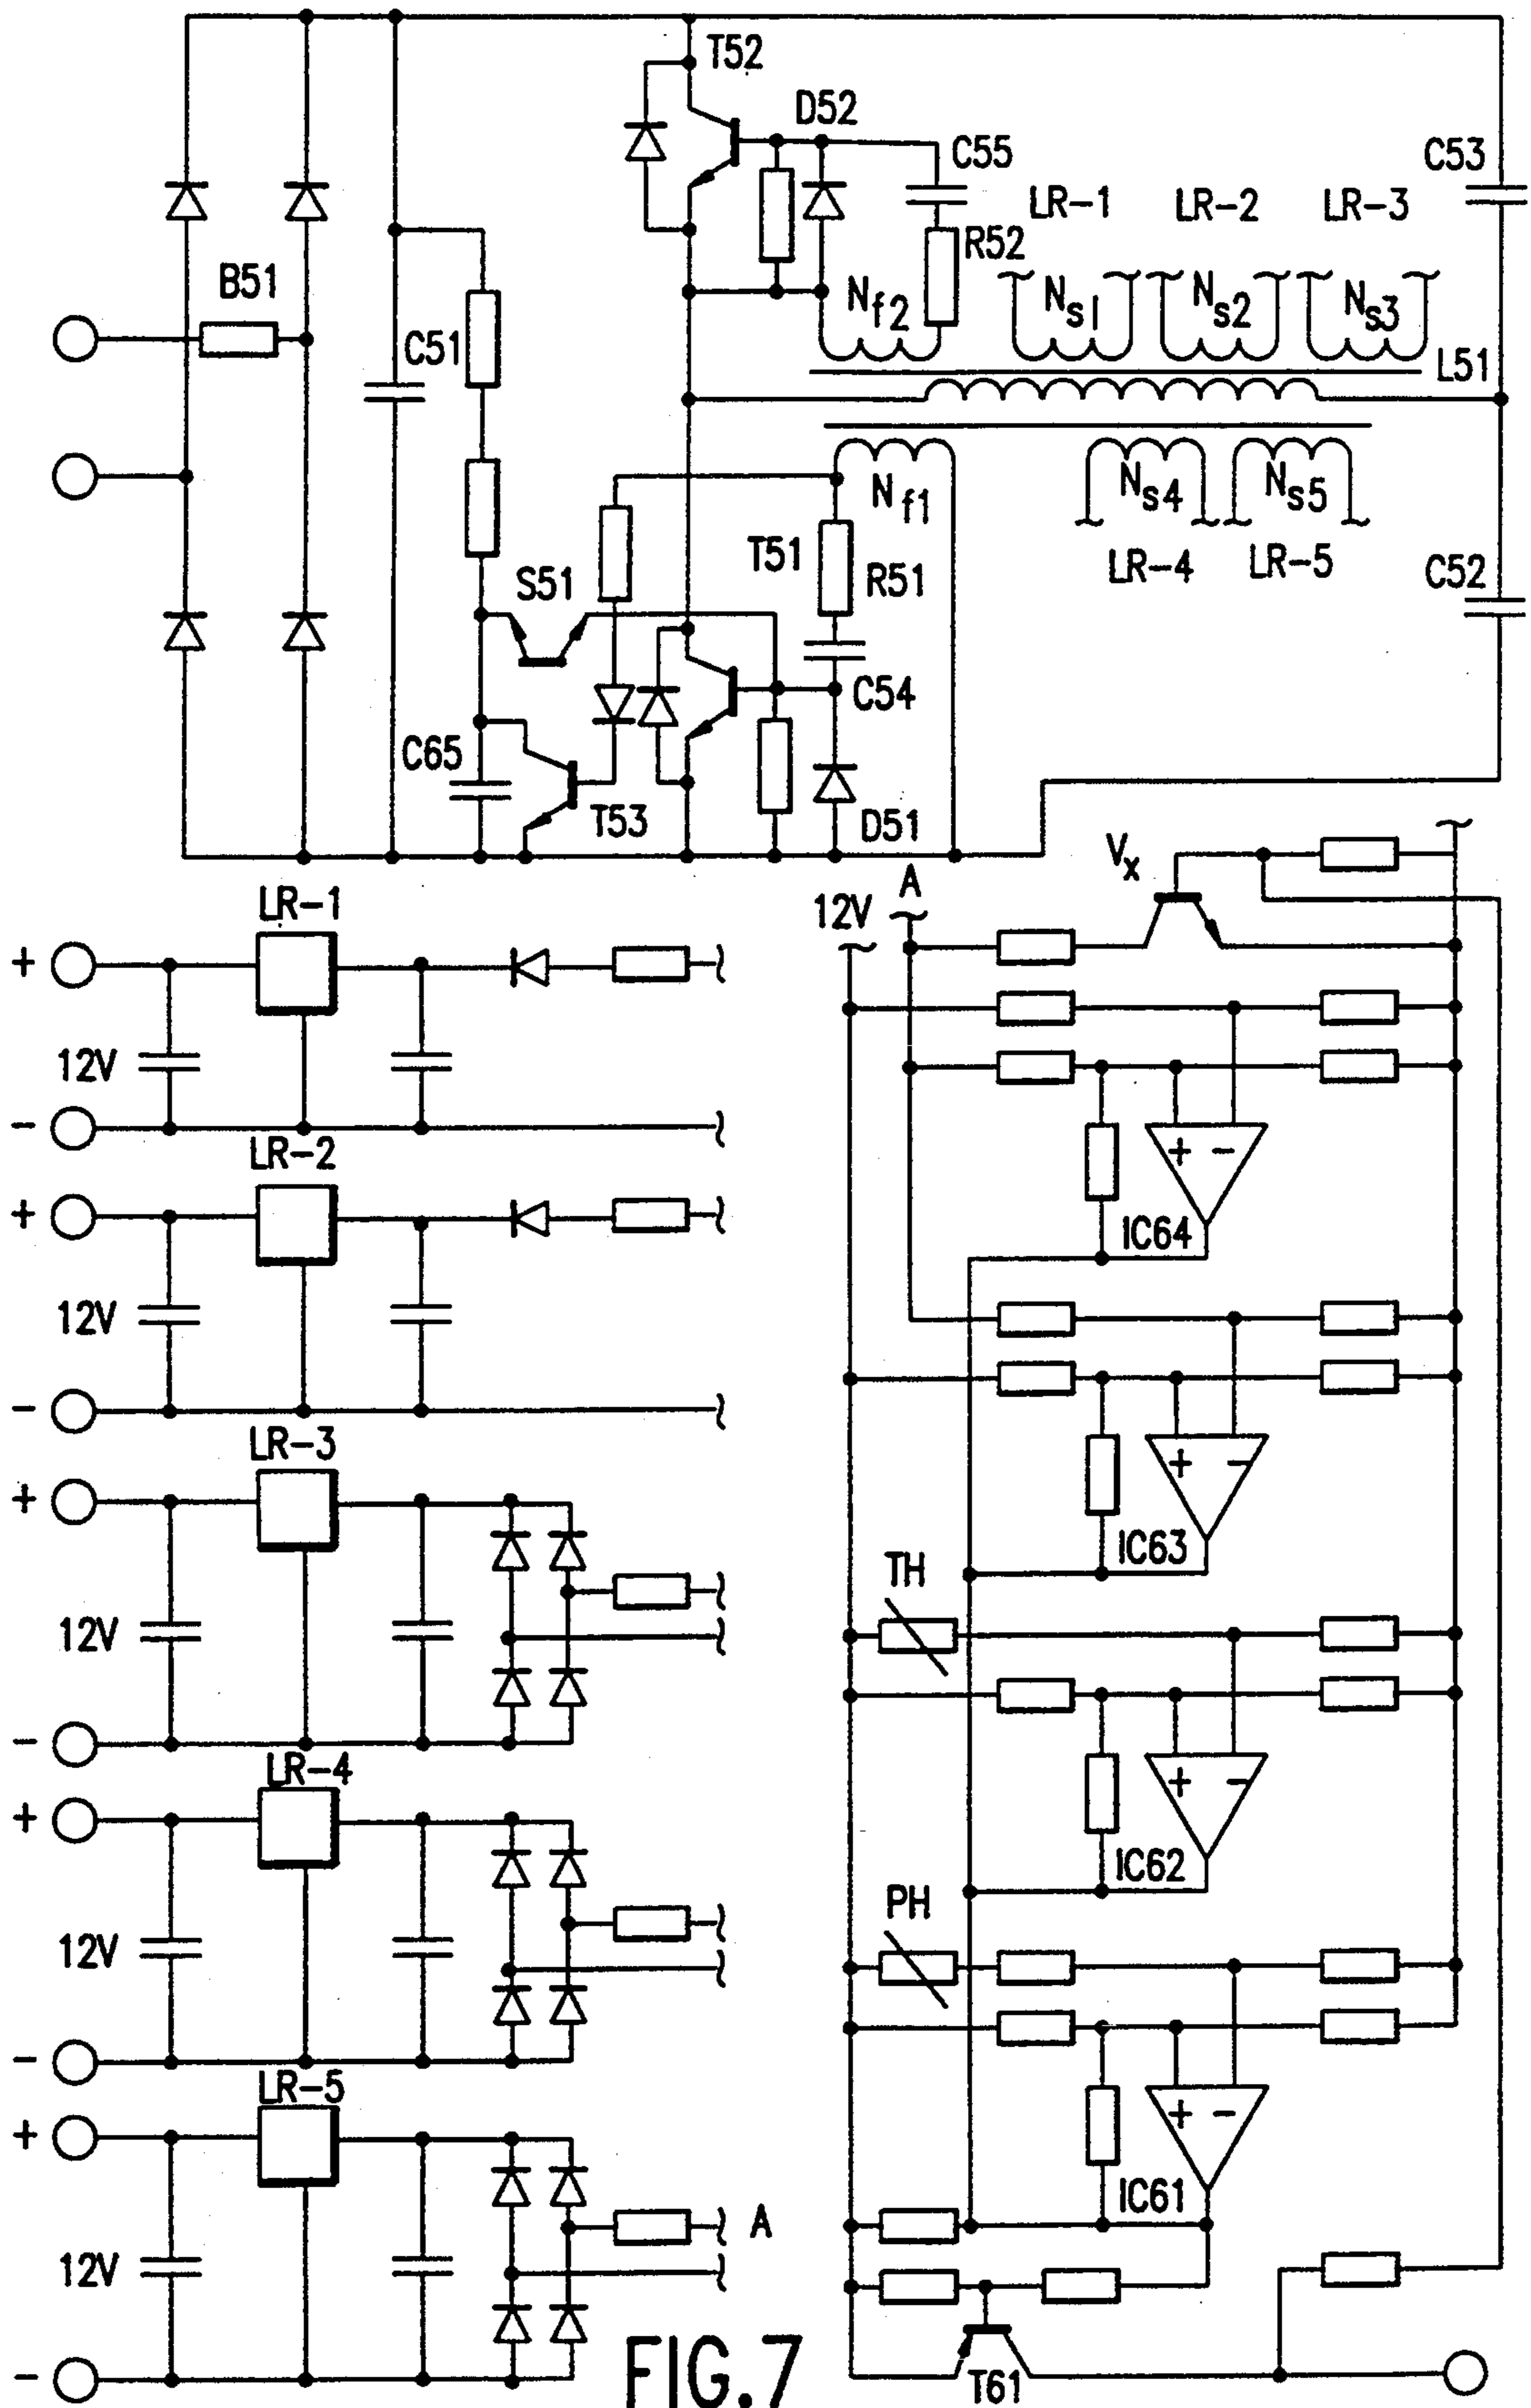 T52
D52
C55
C53
LR-1
LR-2
LR-3
R52
B51
Nf2
Ns1
Ns2
Ns3
C51
L51
Nf1
Ns4
Ns5
T51
LR-4
LR-5
S51
R51
C52
C54
C65
T53
D51
Vx
A
12V
LR-1
+
12V
-
LR-2
+
12V
-
LR-3
+
12V
-
LR-4
+
12V
-
LR-5
+
12V
A
-
+ -
IC64
+ -
IC63
TH
+ -
IC62
PH
+ -
IC61
T61
FIG.7